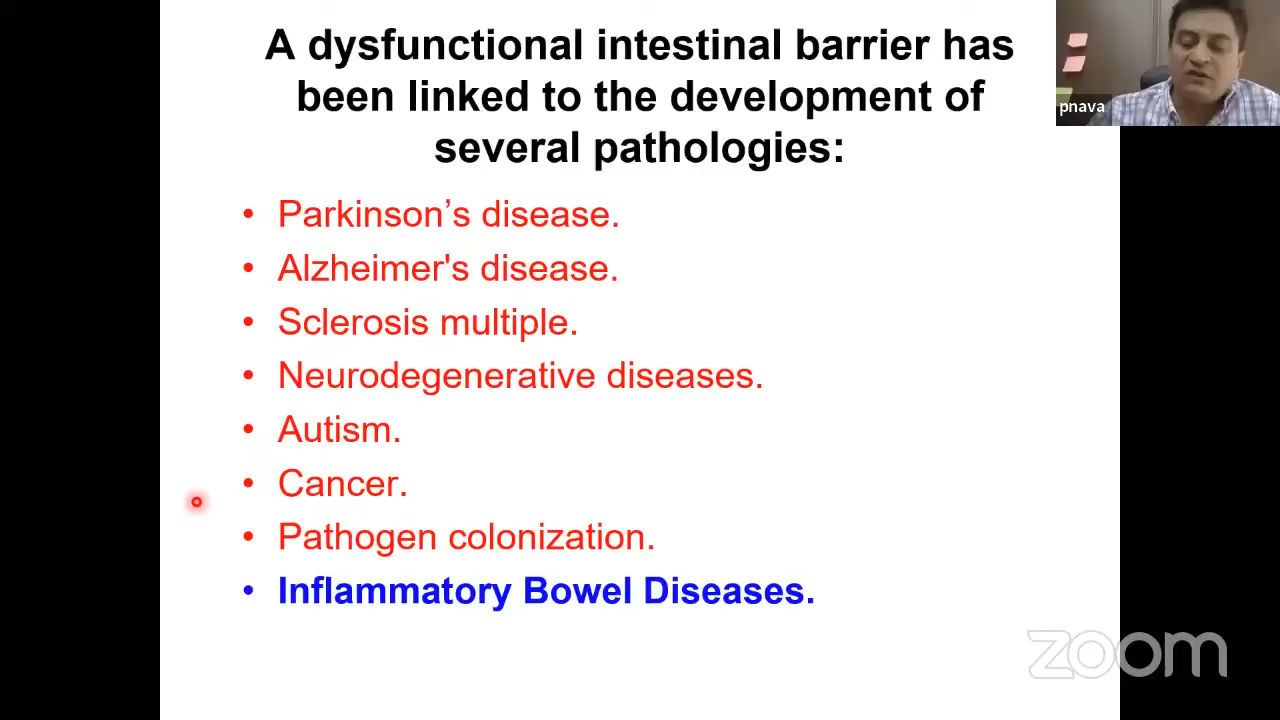 A dysfunctional intestinal barrier has
been linked to the development of
several pathologies:
pnava
• Parkinson’s disease.
• Alzheimer's disease.
• Sclerosis multiple.
• Neurodegenerative diseases.
• Autism.
• Cancer.
• Pathogen colonization.
• Inflammatory Bowel Diseases.
zoom